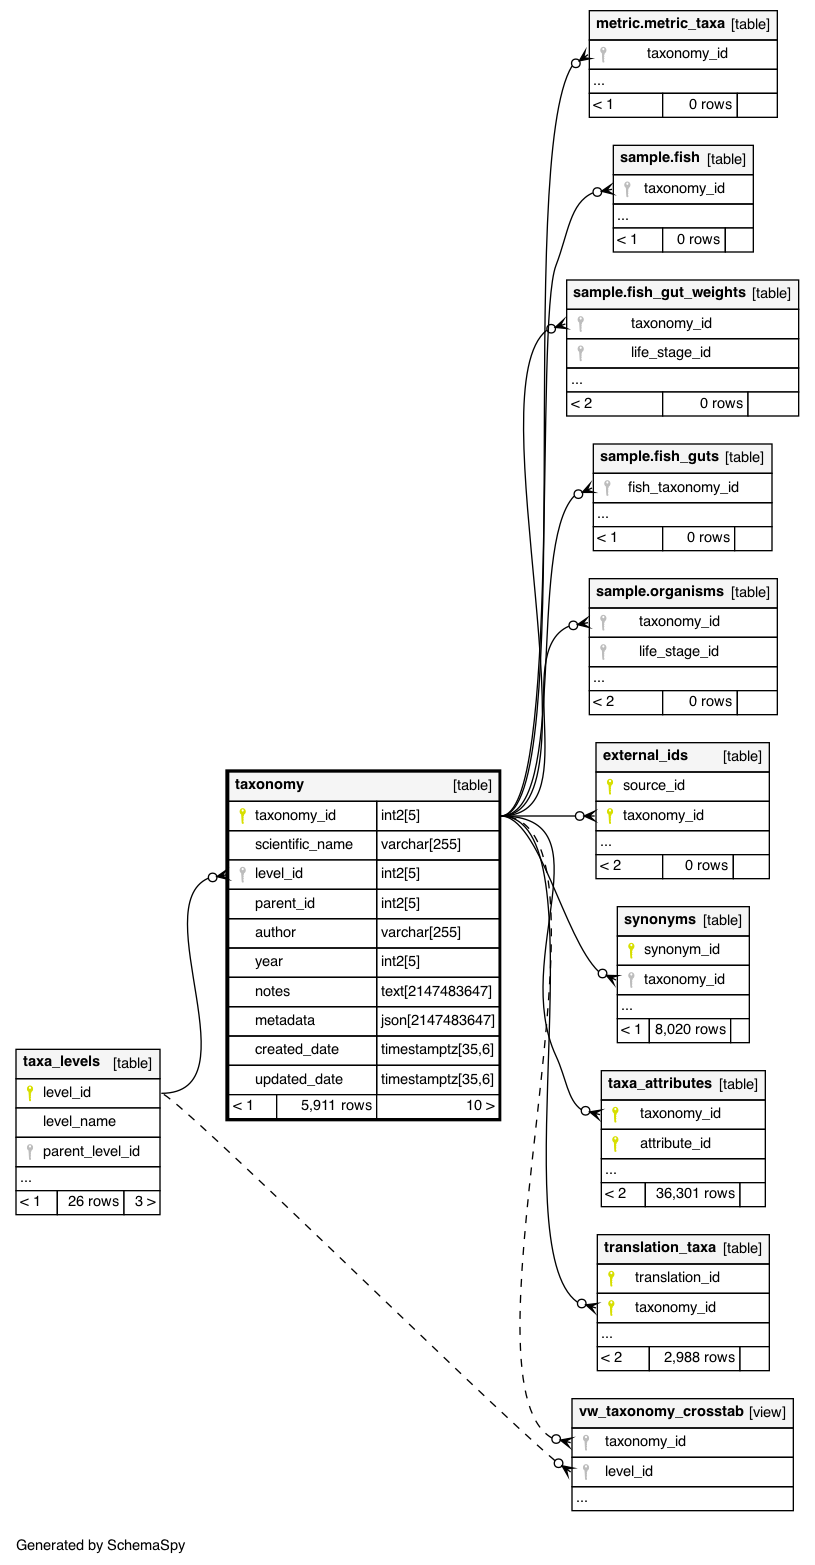 metric.metric_taxa [table]
taxonomy_id
...
< 1 0 rows
sample.fish [table]
taxonomy_id
...
< 1 0 rows
sample.fish_gut_weights [table]
taxonomy_id
life_stage_id
...
< 2 0 rows
sample.fish_guts [table]
fish_taxonomy_id
...
< 1 0 rows
sample.organisms [table]
taxonomy_id
life_stage_id
...
< 2 0 rows
external_ids [table]
source_id
taxonomy_id
...
< 2 0 rows
taxonomy [table]
taxonomy_id int2[5]
scientific_name varchar[255]
level_id int2[5]
parent_id int2[5]
author varchar[255]
year int2[5]
notes text[2147483647]
metadata json[2147483647]
created_date timestamptz[35,6]
updated_date timestamptz[35,6]
< 1 5,911 rows 10 >
synonyms [table]
synonym_id
taxonomy_id
...
< 1 8,020 rows
taxa_levels [table]
level_id
level_name
parent_level_id
...
< 1 26 rows 3 >
taxa_attributes [table]
taxonomy_id
attribute_id
...
< 2 36,301 rows
translation_taxa [table]
translation_id
taxonomy_id
...
< 2 2,988 rows
vw_taxonomy_crosstab [view]
taxonomy_id
level_id
...
Generated by SchemaSpy